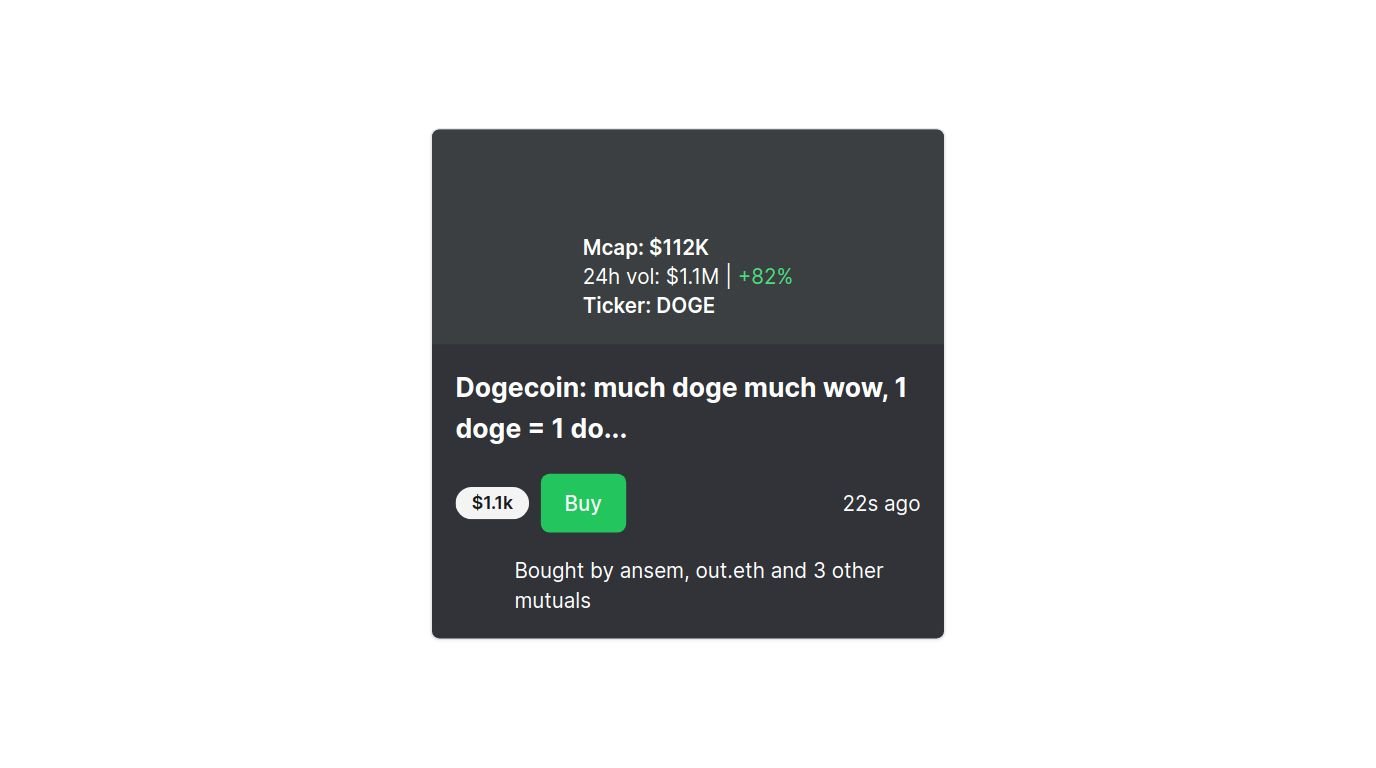 Mcap: $112K
24h vol: $1.1M | +82%
Ticker: DOGE
Dogecoin: much doge much wow, 1
doge = 1 do...
$1.1k
Buy
22s ago
Bought by ansem, out.eth and 3 other
mutuals